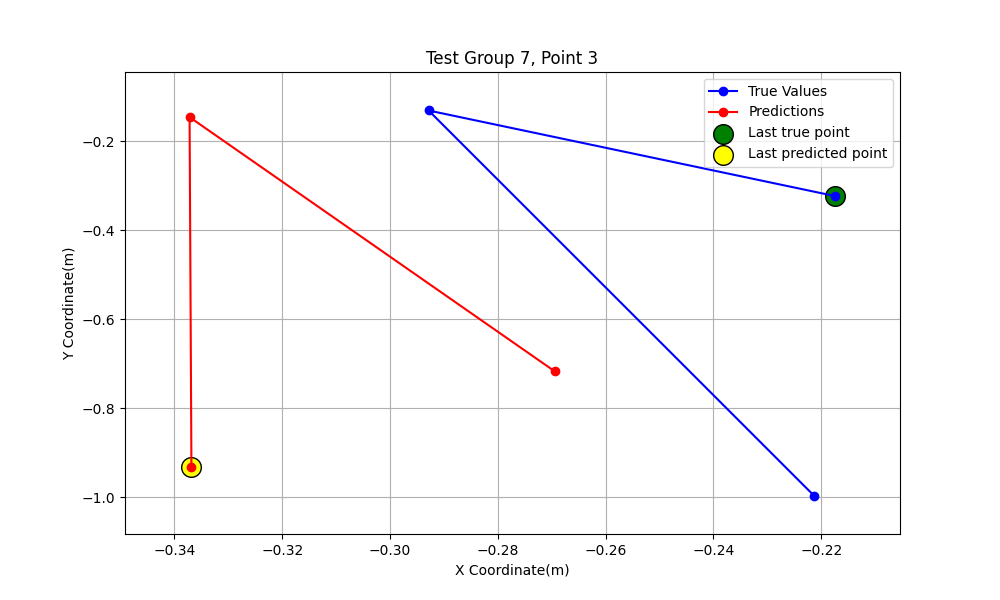 Test Group 7, Point 3
True Values
Predictions
Last true point
Last predicted point
−0.2
−0.4
−0.6
−0.8
−1.0
Y Coordinate(m)
−0.34
−0.32
−0.30
−0.28
−0.26
−0.24
−0.22
X Coordinate(m)